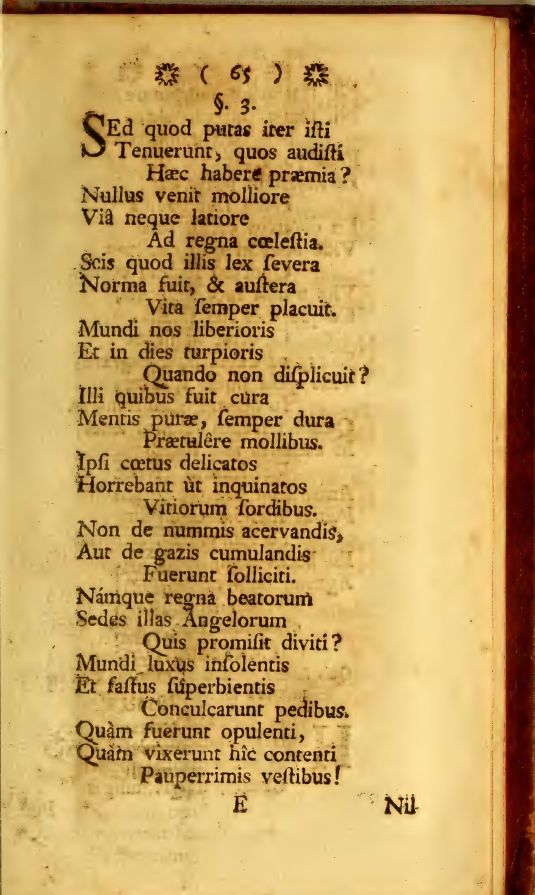 ( 65 )
§. 3.
SEd quod putas iter iſti
Tenuerunt, quos audiſti
Hæc habere præmia?
Nullus venit molliore
Viâ neque latiore
Ad regna cœleſtia.
Scis quod illis lex ſevera
Norma fuit, & auſtera
Vita ſemper placuit.
Mundi nos liberioris
Et in dies turpioris
Quando non diſplicuit?
Illi quibus fuit cura
Mentis puræ, ſemper dura
Prætulêre mollibus.
Ipſi cœtus delicatos
Horrebant ùt inquinatos
Vitiorum ſordibus.
Non de nummis acervandis,
Aut de gazis cumulandis
Fuerunt ſolliciti.
Námque regna beatorum
Sedes illas Angelorum
Quis promiſit diviti?
Mundi luxus inſolentis
Et faſtus ſuperbientis
Conculcarunt pedibus.
Quàm fuerunt opulenti,
Quàm vixerunt hîc contenti
Pauperrimis veſtibus!
E Nil